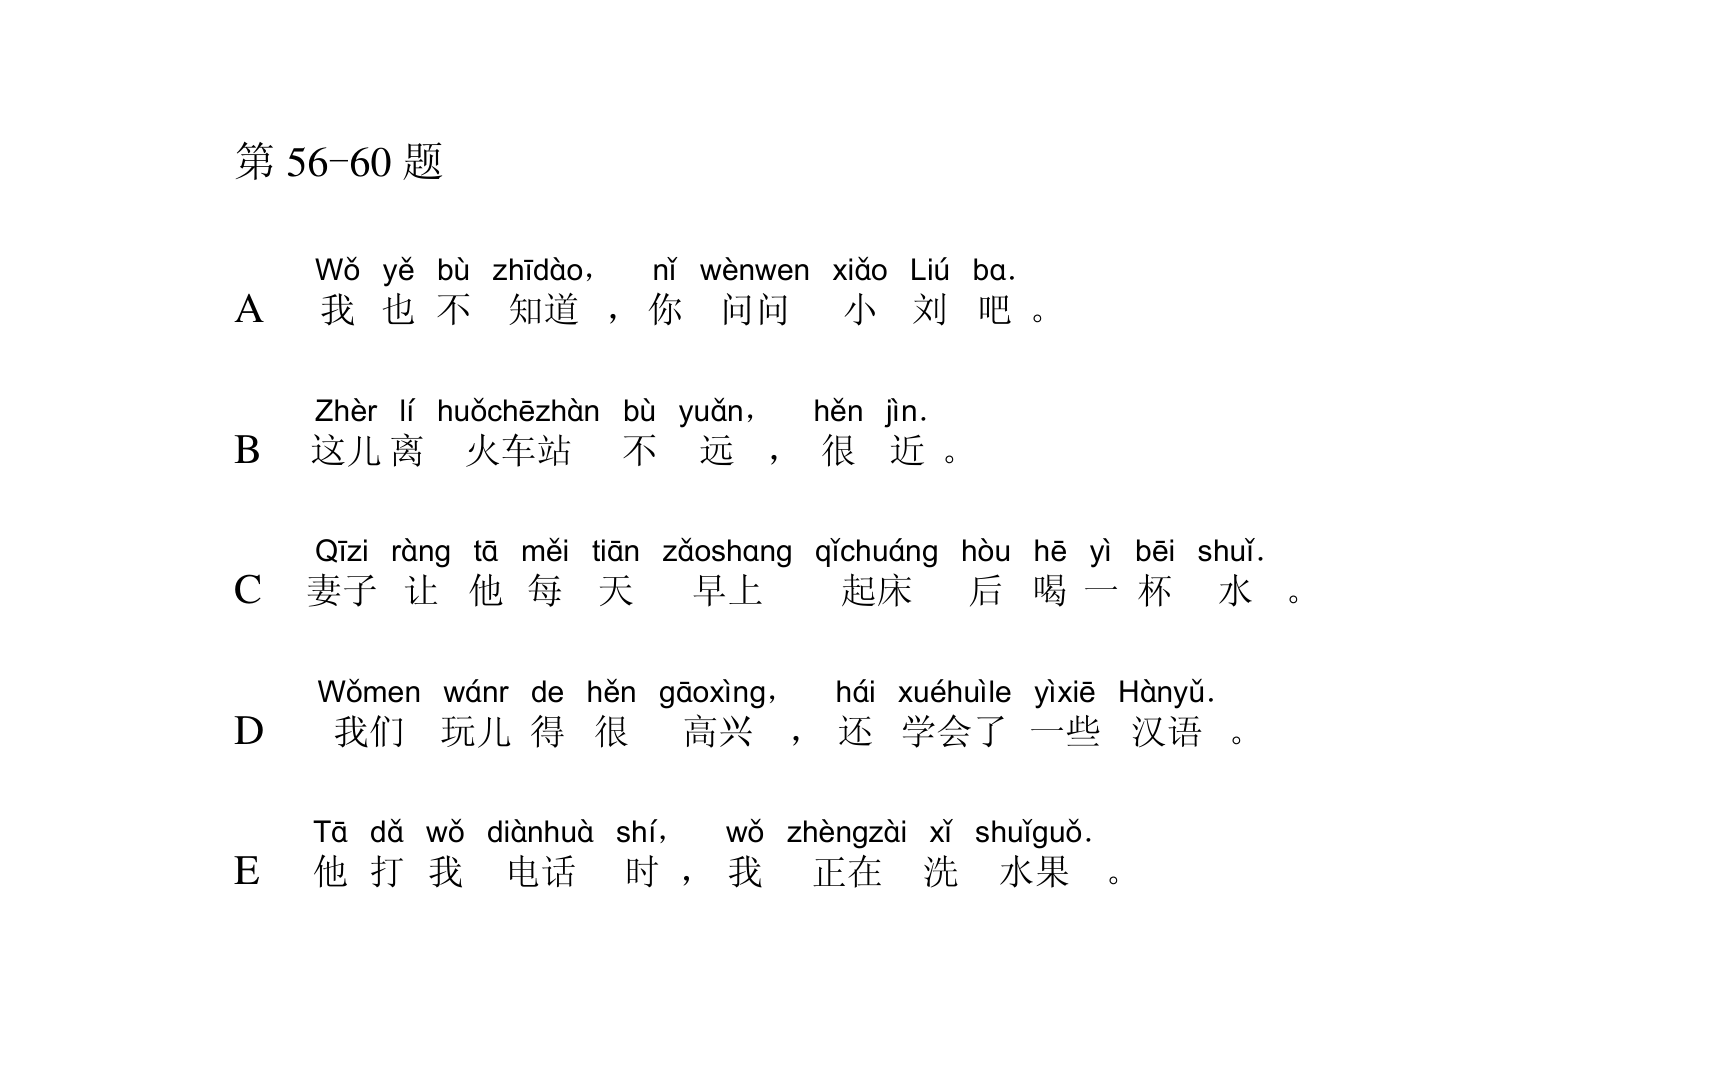 第 56-60 题
Wǒ yě bù zhīdào, nǐ wènwen xiǎo Liú ba.
A 我 也 不 知道 ，你 问问 小 刘 吧 。
Zhèr lí huǒchēzhàn bù yuǎn, hěn jìn.
B 这儿 离 火车站 不 远 ， 很 近 。
Qīzi ràng tā měi tiān zǎoshang qǐchuáng hòu hē yì bēi shuǐ.
C 妻子 让 他 每 天 早上 起床 后 喝 一 杯 水 。
Wǒmen wánr de hěn gāoxìng, hái xuéhuìle yìxiē Hànyǔ.
D 我们 玩儿 得 很 高兴 ， 还 学会了 一些 汉语 。
Tā dǎ wǒ diànhuà shí, wǒ zhèngzài xǐ shuǐguǒ.
E 他 打 我 电话 时 ， 我 正在 洗 水果 。